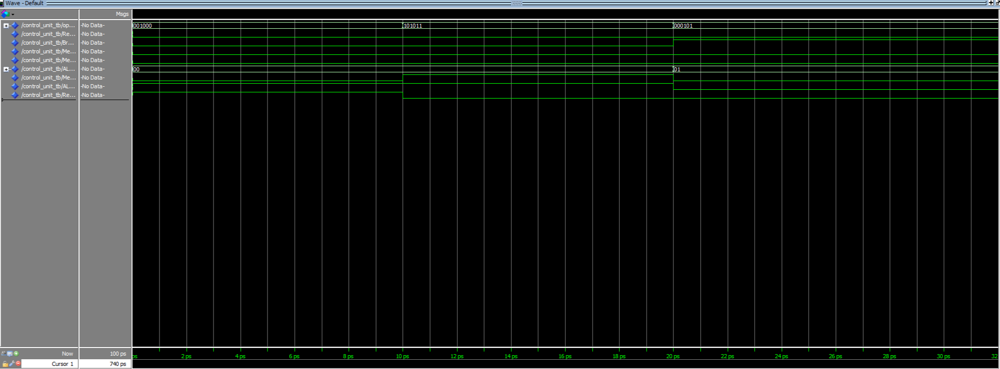 Wave - Default
Msgs
/control_unit_tb/op... -No Data- 001000 101011 000101
/control_unit_tb/Re... -No Data-
/control_unit_tb/Br... -No Data-
/control_unit_tb/Me... -No Data-
/control_unit_tb/Me... -No Data-
/control_unit_tb/AL... -No Data- 00 01
/control_unit_tb/Me... -No Data-
/control_unit_tb/AL... -No Data-
/control_unit_tb/Re... -No Data-
Now 100 ps ps 2 ps 4 ps 6 ps 8 ps 10 ps 12 ps 14 ps 16 ps 18 ps 20 ps 22 ps 24 ps 26 ps 28 ps 30 ps 32
Cursor 1 740 ps